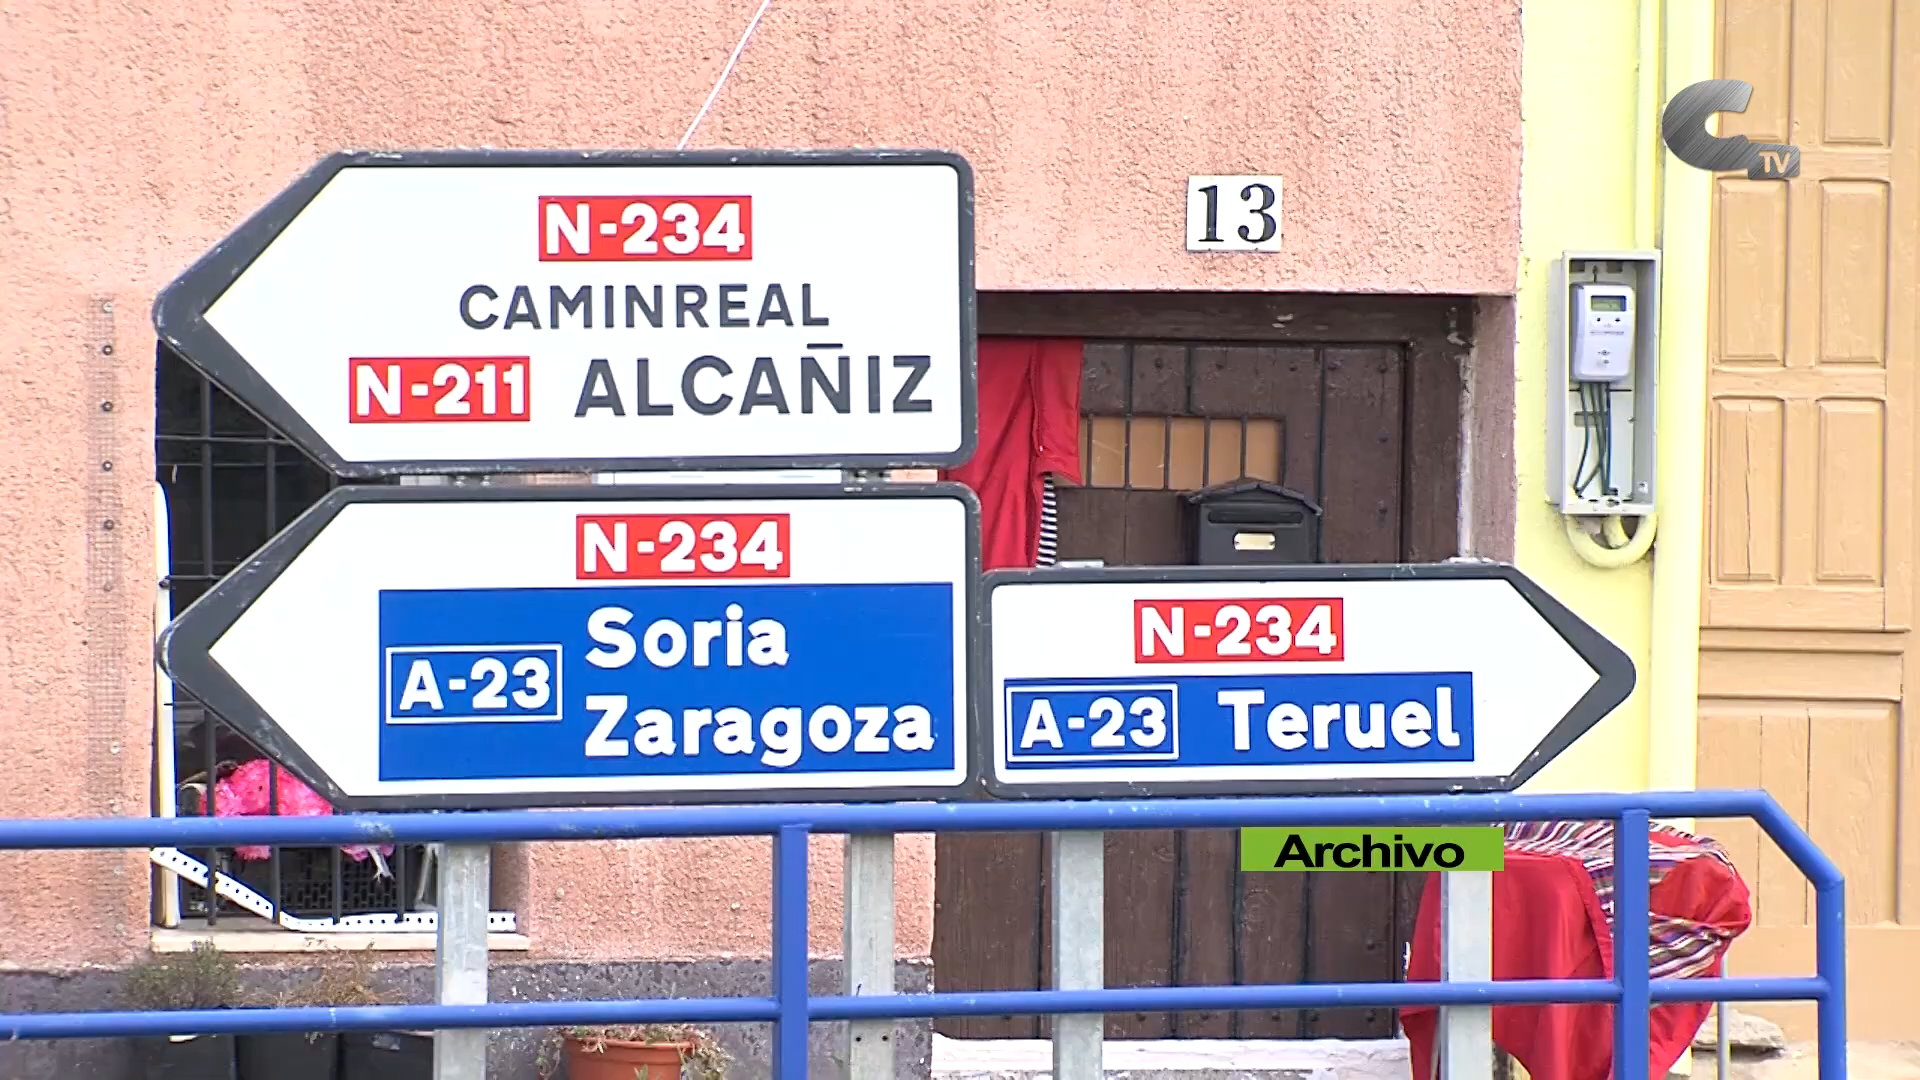 N-234
CAMINREAL
N-211 ALCAÑIZ
N-234
A-23 Soria
Zaragoza
N-234
A-23 Teruel
13
C TV
Archivo